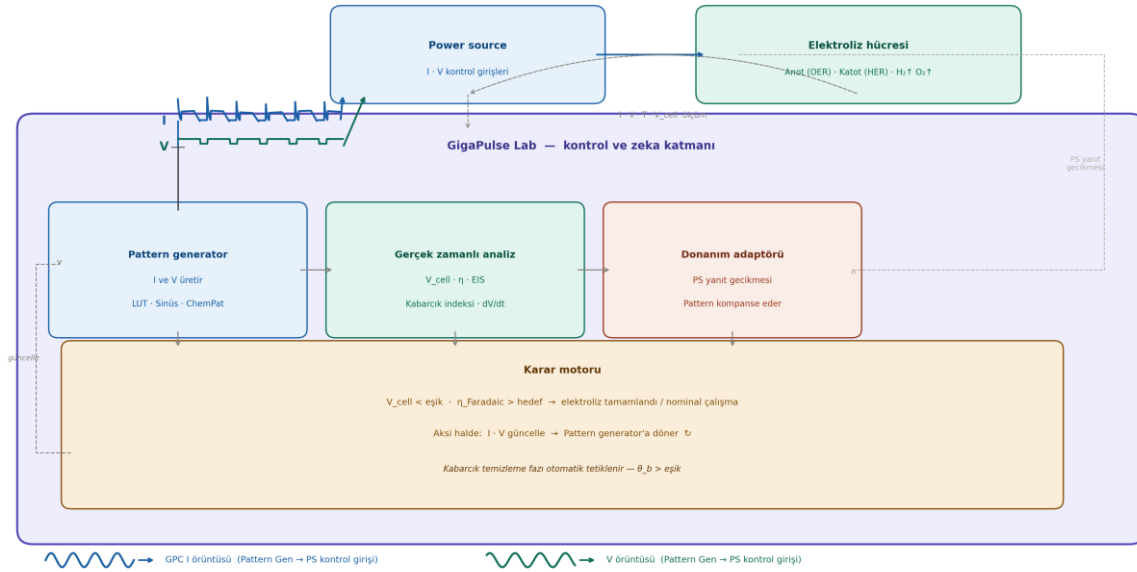 Power source
I · V kontrol girişleri
Elektroliz hücresi
Anot (OER) · Katot (HER) · H₂↑ O₂↑
I
V
I · V · T · V_cell ölçüm
GigaPulse Lab — kontrol ve zeka katmanı
PS yanıt
gecikmesi
Pattern generator
I ve V üretir
LUT · Sinüs · ChemPat
Gerçek zamanlı analiz
V_cell · η · EIS
Kabarcık indeksi · dV/dt
Donanım adaptörü
PS yanıt gecikmesi
Pattern kompanse eder
güncelle
Karar motoru
V_cell < eşik · η_Faradaic > hedef → elektroliz tamamlandı / nominal çalışma
Aksi halde: I · V güncelle → Pattern generator'a döner ↻
Kabarcık temizleme fazı otomatik tetiklenir — θ_b > eşik
GPC I örüntüsü (Pattern Gen → PS kontrol girişi)
V örüntüsü (Pattern Gen → PS kontrol girişi)